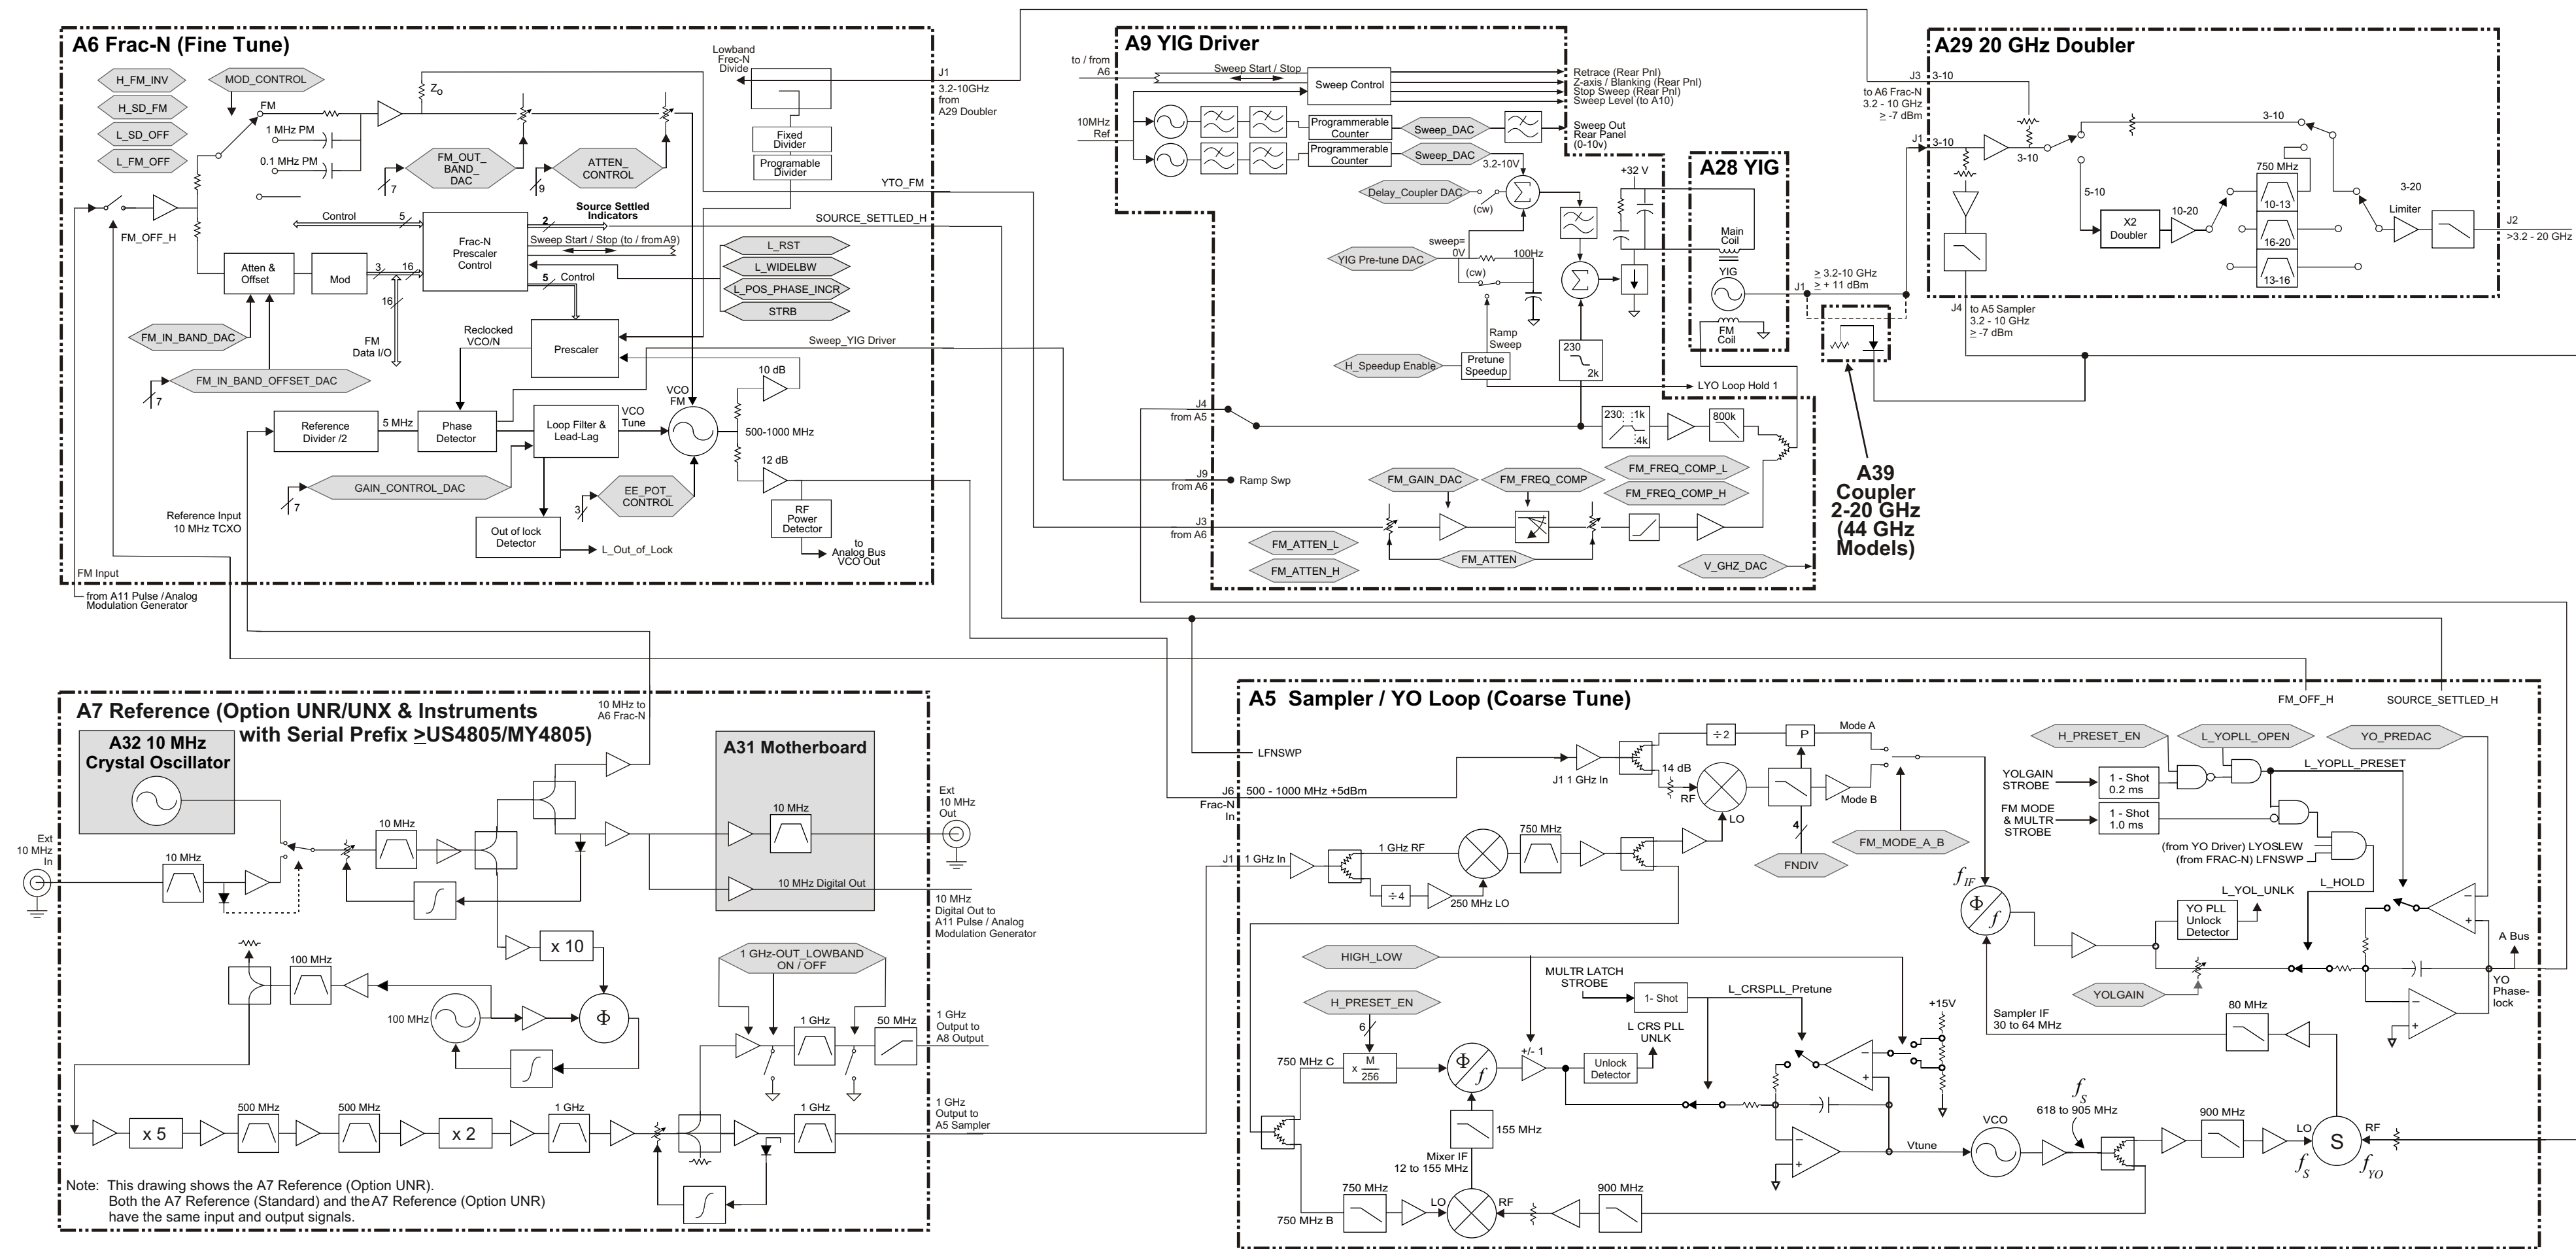 A6 Frac-N (Fine Tune)
H_FM_INV
MOD_CONTROL
H_SD_FM
L_SD_OFF
L_FM_OFF
FM
1 MHz PM
0.1 MHz PM
FM_OFF_H
Zo
FM_OUT_
BAND_
DAC
7
ATTEN_
CONTROL
9
Lowband
Frec-N
Divide
Fixed
Divider
Programable
Divider
J1
3.2-10GHz
from
A29 Doubler
YTO_FM
SOURCE_SETTLED_H
Control
5
Frac-N
Prescaler
Control
2
Source Settled
Indicators
Sweep Start / Stop (to / from A9)
5
Control
L_RST
L_WIDELBW
L_POS_PHASE_INCR
STRB
Atten &
Offset
Mod
3
16
16
FM
Data I/O
FM_IN_BAND_DAC
FM_IN_BAND_OFFSET_DAC
7
Reclocked
VCO/N
Prescaler
Sweep_YIG Driver
10 dB
VCO
FM
Reference
Divider /2
5 MHz
Phase
Detector
Loop Filter &
Lead-Lag
VCO
Tune
500-1000 MHz
12 dB
GAIN_CONTROL_DAC
7
EE_POT_
CONTROL
3
RF
Power
Detector
Reference Input
10 MHz TCXO
Out of lock
Detector
L_Out_of_Lock
to
Analog Bus
VCO Out
FM Input
from A11 Pulse /Analog
Modulation Generator
A9 YIG Driver
to / from
A6
Sweep Start / Stop
Sweep Control
Retrace (Rear Pnl)
Z-axis / Blanking (Rear Pnl)
Stop Sweep (Rear Pnl)
Sweep Level (to A10)
10MHz
Ref
Programmerable
Counter
Sweep_DAC
Sweep Out
Rear Panel
(0-10v)
Programmerable
Counter
Sweep_DAC
3.2-10V
Delay_Coupler DAC
(cw)
Σ
+32 V
YIG Pre-tune DAC
sweep=
0V
(cw)
100Hz
Σ
Ramp
Sweep
230
2k
H_Speedup Enable
Pretune
Speedup
LYO Loop Hold 1
J4
from A5
230: :1k
:4k
800k
J9
from A6
Ramp Swp
FM_GAIN_DAC
FM_FREQ_COMP
FM_FREQ_COMP_L
FM_FREQ_COMP_H
J3
from A6
FM_ATTEN_L
FM_ATTEN_H
FM_ATTEN
V_GHZ_DAC
A28 YIG
Main
Coil
YIG
FM
Coil
J1
≥ 3.2-10 GHz
≥ + 11 dBm
A39
Coupler
2-20 GHz
(44 GHz
Models)
A29 20 GHz Doubler
J3
3-10
to A6 Frac-N
3.2 - 10 GHz
≥ -7 dBm
J1
3-10
3-10
3-10
5-10
X2
Doubler
10-20
750 MHz
10-13
16-20
13-16
3-20
Limiter
J2
>3.2 - 20 GHz
J4
to A5 Sampler
3.2 - 10 GHz
≥ -7 dBm
A7 Reference (Option UNR/UNX & Instruments
with Serial Prefix ≥US4805/MY4805)
10 MHz to
A6 Frac-N
A32 10 MHz
Crystal Oscillator
A31 Motherboard
Ext
10 MHz
In
10 MHz
10 MHz
10 MHz
Ext
10 MHz
Out
10 MHz Digital Out
10 MHz
Digital Out to
A11 Pulse / Analog
Modulation Generator
x 10
100 MHz
100 MHz
Φ
1 GHz-OUT_LOWBAND
ON / OFF
1 GHz
50 MHz
1 GHz
Output to
A8 Output
x 5
500 MHz
500 MHz
x 2
1 GHz
1 GHz
1 GHz
Output to
A5 Sampler
Note: This drawing shows the A7 Reference (Option UNR).
Both the A7 Reference (Standard) and the A7 Reference (Option UNR)
have the same input and output signals.
A5 Sampler / YO Loop (Coarse Tune)
FM_OFF_H
SOURCE_SETTLED_H
LFNSWP
J1 1 GHz In
÷ 2
P
Mode A
14 dB
RF
LO
Mode B
4
FNDIV
FM_MODE_A_B
J6
Frac-N
In
500 - 1000 MHz +5dBm
J1
1 GHz In
1 GHz RF
÷ 4
250 MHz LO
750 MHz
H_PRESET_EN
L_YOPLL_OPEN
YO_PREDAC
YOLGAIN
STROBE
1 - Shot
0.2 ms
L_YOPLL_PRESET
FM MODE
& MULTR
STROBE
1 - Shot
1.0 ms
(from YO Driver) LYOSLEW
(from FRAC-N) LFNSWP
L_HOLD
f IF
Φ
f
L_YOL_UNLK
YO PLL
Unlock
Detector
YOLGAIN
A Bus
YO
Phase-
lock
Sampler IF
30 to 64 MHz
80 MHz
HIGH_LOW
H_PRESET_EN
6
MULTR LATCH
STROBE
1- Shot
L_CRSPLL_Pretune
+15V
L CRS PLL
UNLK
750 MHz C
x
M
256
Φ
f
+/- 1
Unlock
Detector
155 MHz
Mixer IF
12 to 155 MHz
750 MHz
LO
RF
900 MHz
750 MHz B
Vtune
VCO
f S
618 to 905 MHz
900 MHz
LO
f S
S
RF
f YO